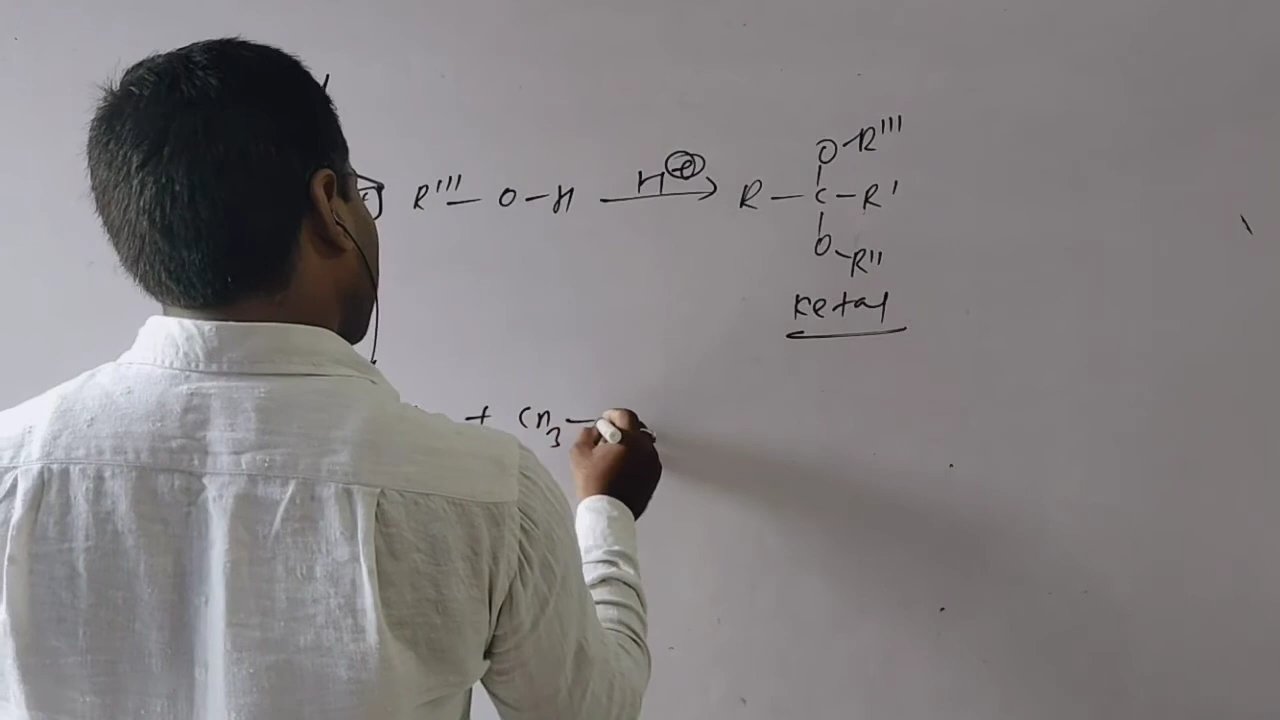 O-R'''
R'''-O-H H⊕ → R-C-R'
O-R''
Ketal
+ CH3-